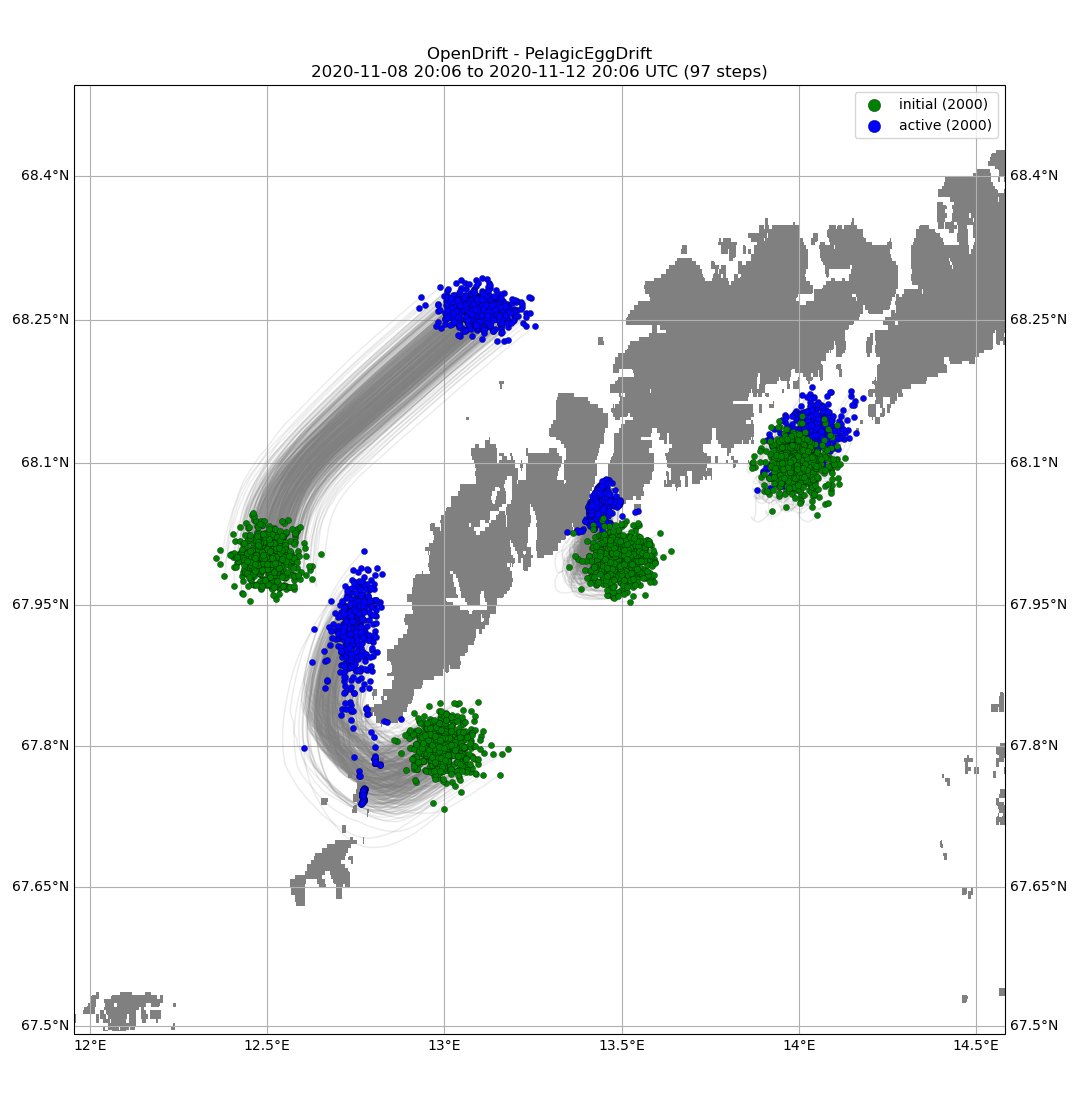 OpenDrift - PelagicEggDrift
2020-11-08 20:06 to 2020-11-12 20:06 UTC (97 steps)
initial (2000)
active (2000)
68.4°N 68.4°N
68.25°N 68.25°N
68.1°N 68.1°N
67.95°N 67.95°N
67.8°N 67.8°N
67.65°N 67.65°N
67.5°N 67.5°N
12°E 12.5°E 13°E 13.5°E 14°E 14.5°E